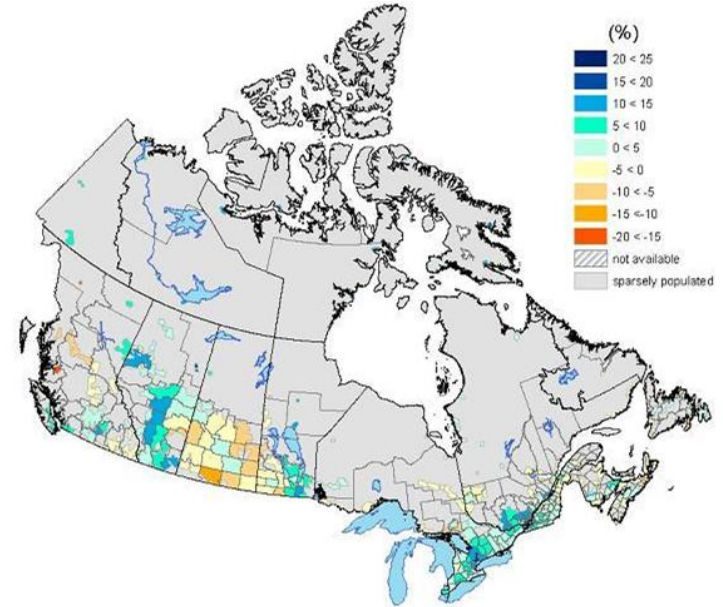 (%)
20 < 25
15 < 20
10 < 15
5 < 10
0 < 5
-5 < 0
-10 < -5
-15 <-10
-20 < -15
not available
sparsely populated